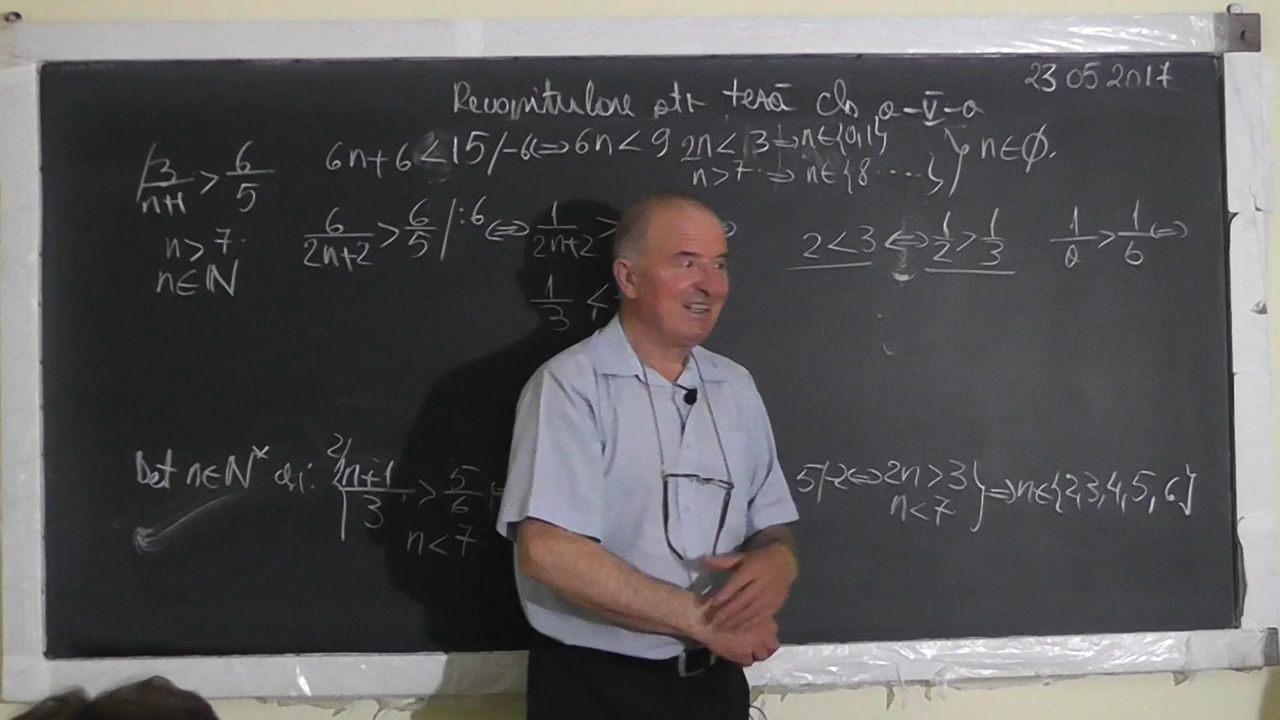 23 05 2017
Recapitulare ptr teză cls a-V-a
3/n+1 > 6/5
6n+6<15/-6⇔6n<9 2n<3⇒n∈{0,1}
n>7⇒n∈{8.....} } n∈∅.
n>7.
n∈ℕ
6/2n+2 > 6/5 /:6⇔ 1/2n+2 >
2<3 ⇔ 1/2 > 1/3
> 1/6 ⇔
1/3 <
Det n∈N* aî: 2/ n+1/3 > 5/6
n<7
5/-2⇔2n>3
n<7 } ⇒n∈{2,3,4,5,6}